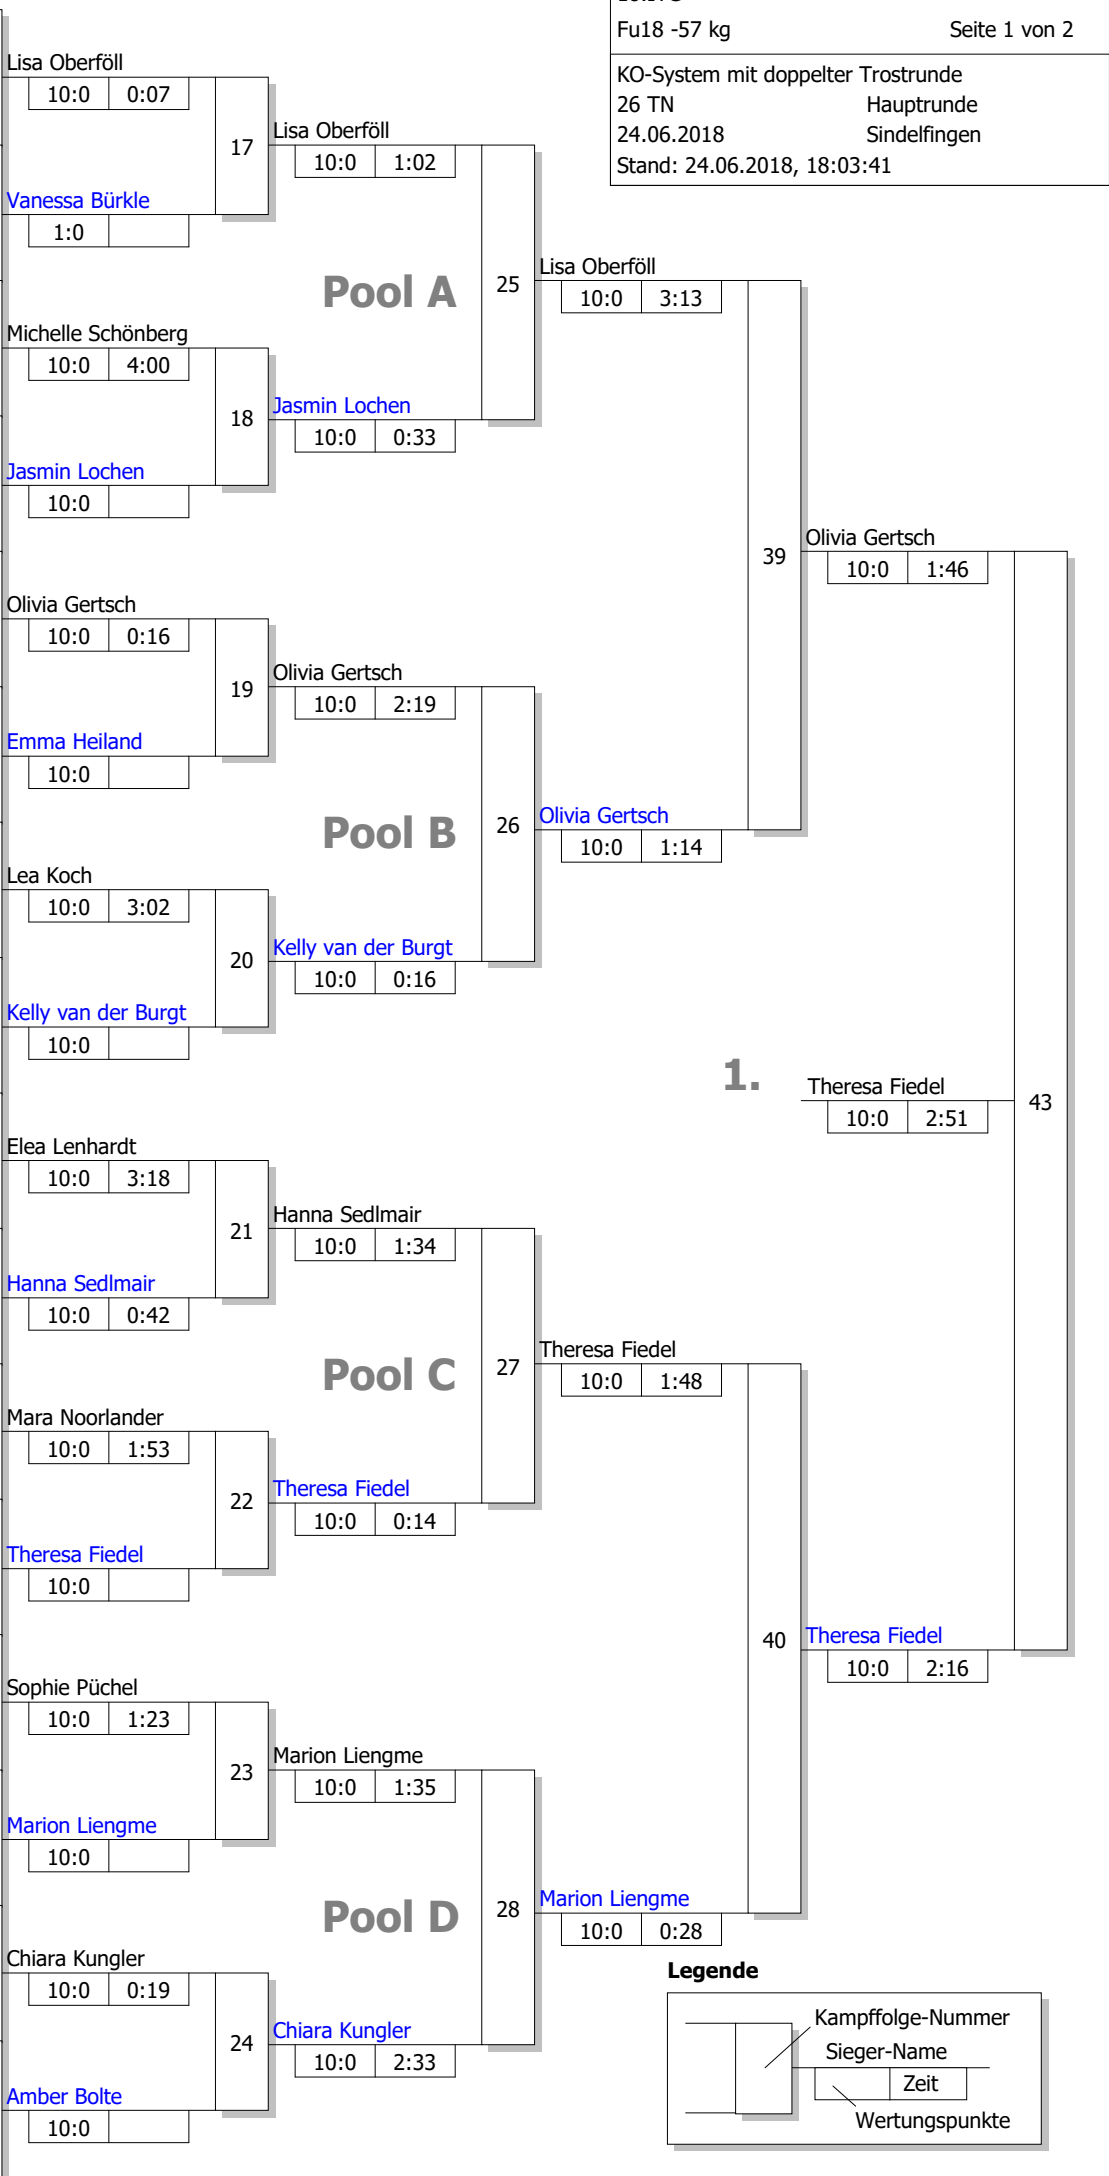 Fu18 -57 kg Seite 1 von 2
KO-System mit doppelter Trostrunde
26 TN Hauptrunde
24.06.2018 Sindelfingen
Stand: 24.06.2018, 18:03:41
Lisa Oberföll
10:0 0:07
17
Vanessa Bürkle
1:0
Lisa Oberföll
10:0 1:02
Pool A
25
Michelle Schönberg
10:0 4:00
18
Jasmin Lochen
10:0
Jasmin Lochen
10:0 0:33
Lisa Oberföll
10:0 3:13
39
Olivia Gertsch
10:0 0:16
19
Emma Heiland
10:0
Olivia Gertsch
10:0 2:19
Pool B
26
Lea Koch
10:0 3:02
20
Kelly van der Burgt
10:0
Kelly van der Burgt
10:0 0:16
Olivia Gertsch
10:0 1:14
Olivia Gertsch
10:0 1:46
1.
Theresa Fiedel
10:0 2:51
43
Elea Lenhardt
10:0 3:18
21
Hanna Sedlmair
10:0 0:42
Hanna Sedlmair
10:0 1:34
Pool C
27
Mara Noorlander
10:0 1:53
22
Theresa Fiedel
10:0
Theresa Fiedel
10:0 0:14
Theresa Fiedel
10:0 1:48
40
Theresa Fiedel
10:0 2:16
Sophie Püchel
10:0 1:23
23
Marion Liengme
10:0
Marion Liengme
10:0 1:35
Pool D
28
Chiara Kungler
10:0 0:19
24
Amber Bolte
10:0
Chiara Kungler
10:0 2:33
Marion Liengme
10:0 0:28
Legende
Kampffolge-Nummer
Sieger-Name
Zeit
Wertungspunkte